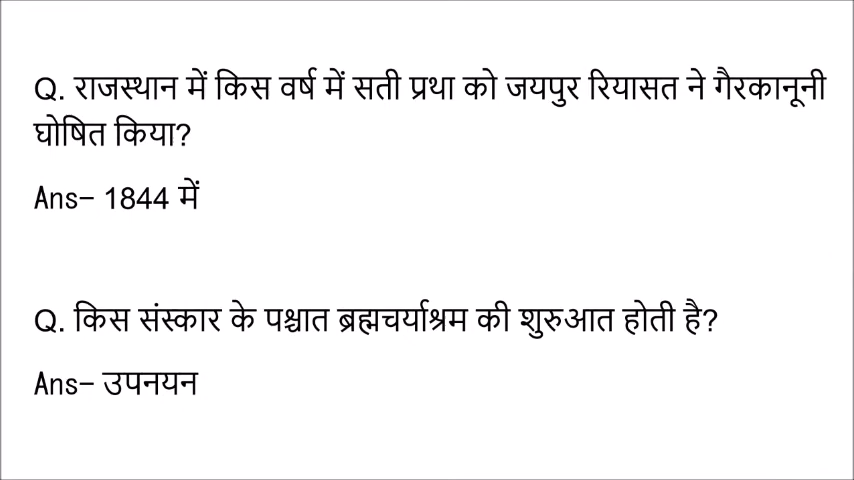 Q. राजस्थान में किस वर्ष में सती प्रथा को जयपुर रियासत ने गैरकानूनी
घोषित किया?
Ans- 1844 में
Q. किस संस्कार के पश्चात ब्रह्मचर्याश्रम की शुरुआत होती है?
Ans- उपनयन